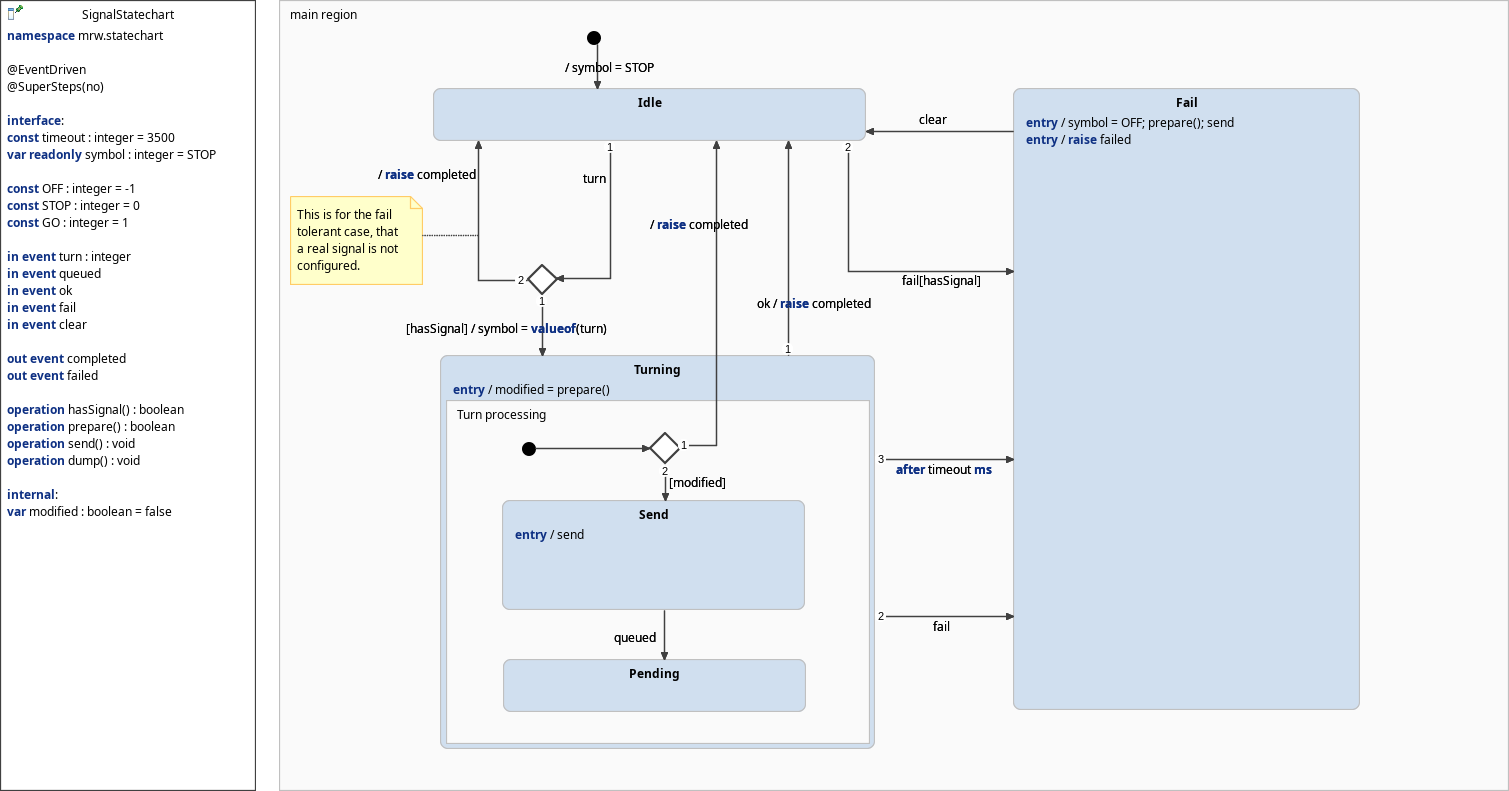 SignalStatechart
namespace mrw.statechart
@EventDriven
@SuperSteps(no)
interface:
const timeout : integer = 3500
var readonly symbol : integer = STOP
const OFF : integer = -1
const STOP : integer = 0
const GO : integer = 1
in event turn : integer
in event queued
in event ok
in event fail
in event clear
out event completed
out event failed
operation hasSignal() : boolean
operation prepare() : boolean
operation send() : void
operation dump() : void
internal:
var modified : boolean = false
main region
/ symbol = STOP
Idle
1
2
turn
/ raise completed
This is for the fail
tolerant case, that
a real signal is not
configured.
2
1
[hasSignal] / symbol = valueof(turn)
/ raise completed
ok / raise completed
1
clear
fail[hasSignal]
Fail
entry / symbol = OFF; prepare(); send
entry / raise failed
Turning
entry / modified = prepare()
Turn processing
1
2
[modified]
Send
entry / send
queued
Pending
3
after timeout ms
2
fail